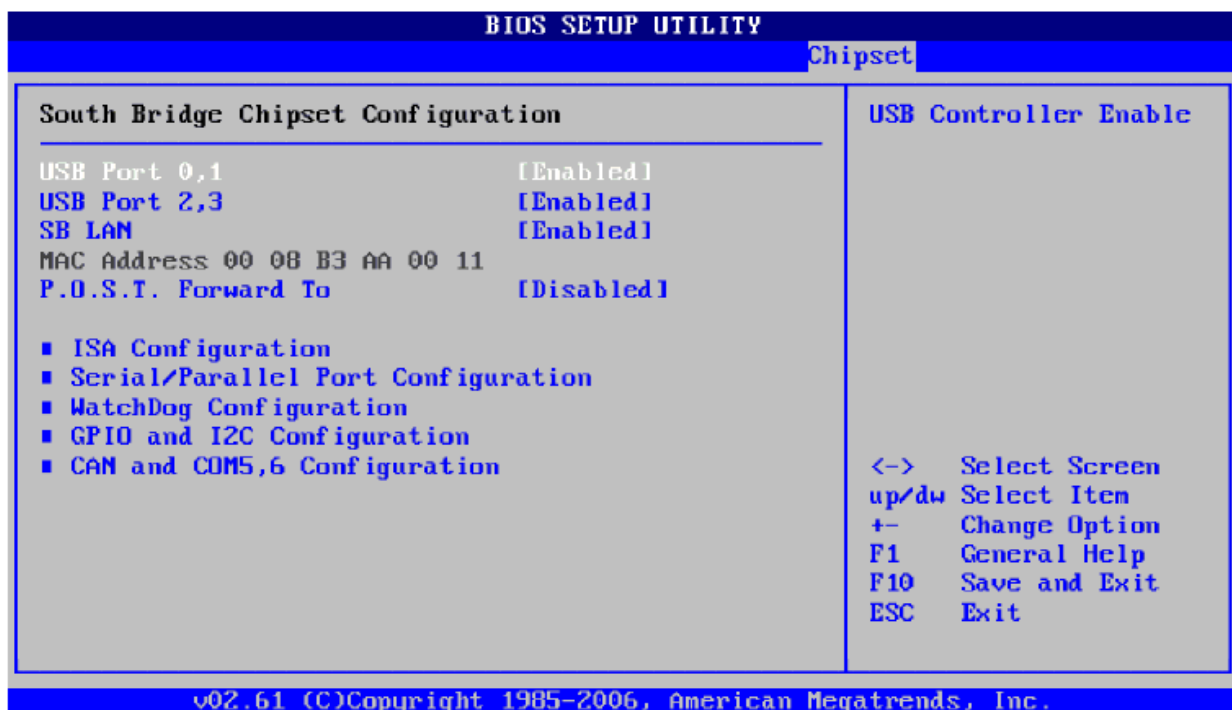 BIOS SETUP UTILITY
Chipset
South Bridge Chipset Configuration
USB Port 0,1 [Enabled]
USB Port 2,3 [Enabled]
SB LAN [Enabled]
MAC Address 00 08 B3 AA 00 11
P.O.S.T. Forward To [Disabled]
ISA Configuration
Serial/Parallel Port Configuration
WatchDog Configuration
GPIO and I2C Configuration
CAN and COM5,6 Configuration
USB Controller Enable
<-> Select Screen
up/dw Select Item
+- Change Option
F1 General Help
F10 Save and Exit
ESC Exit
v02.61 (C)Copyright 1985-2006, American Megatrends, Inc.